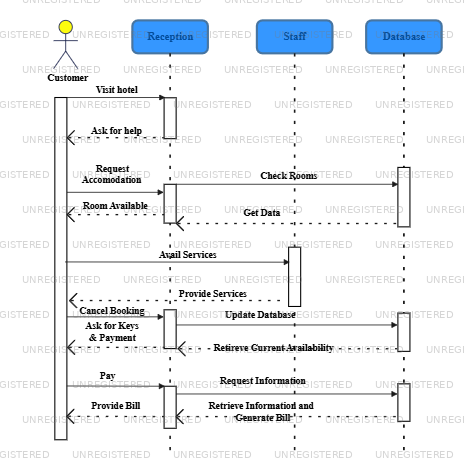 Reception
Staff
Database
Customer
Visit hotel
Ask for help
Request
Accomodation
Check Rooms
Room Available
Get Data
Avail Services
Provide Services
Cancel Booking
Update Database
Ask for Keys
& Payment
Retireve Current Availability
Pay
Request Information
Provide Bill
Retrieve Information and
Generate Bill
UNREGISTERED